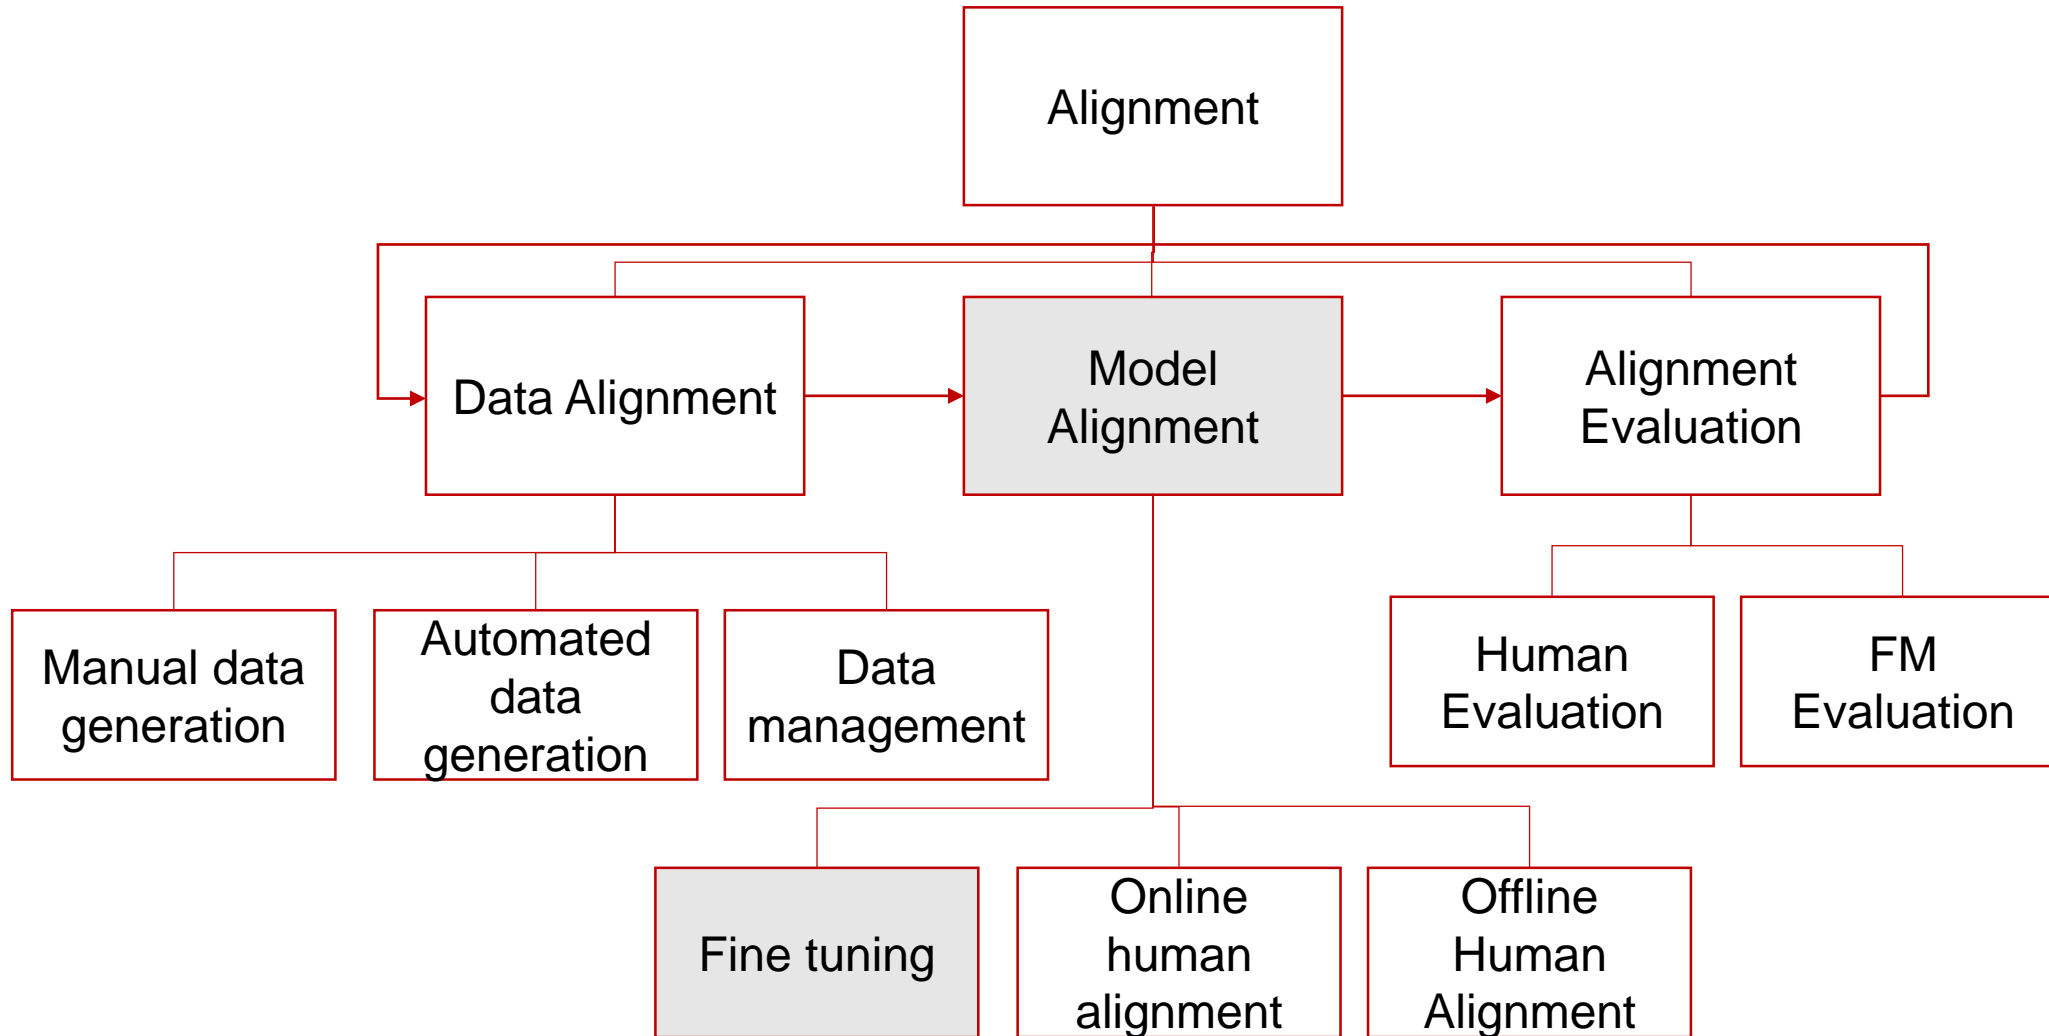 Alignment
Data Alignment
Model
Alignment
Alignment
Evaluation
Manual data
generation
Automated
data
generation
Data
management
Human
Evaluation
FM
Evaluation
Fine tuning
Online
human
alignment
Offline
Human
Alignment